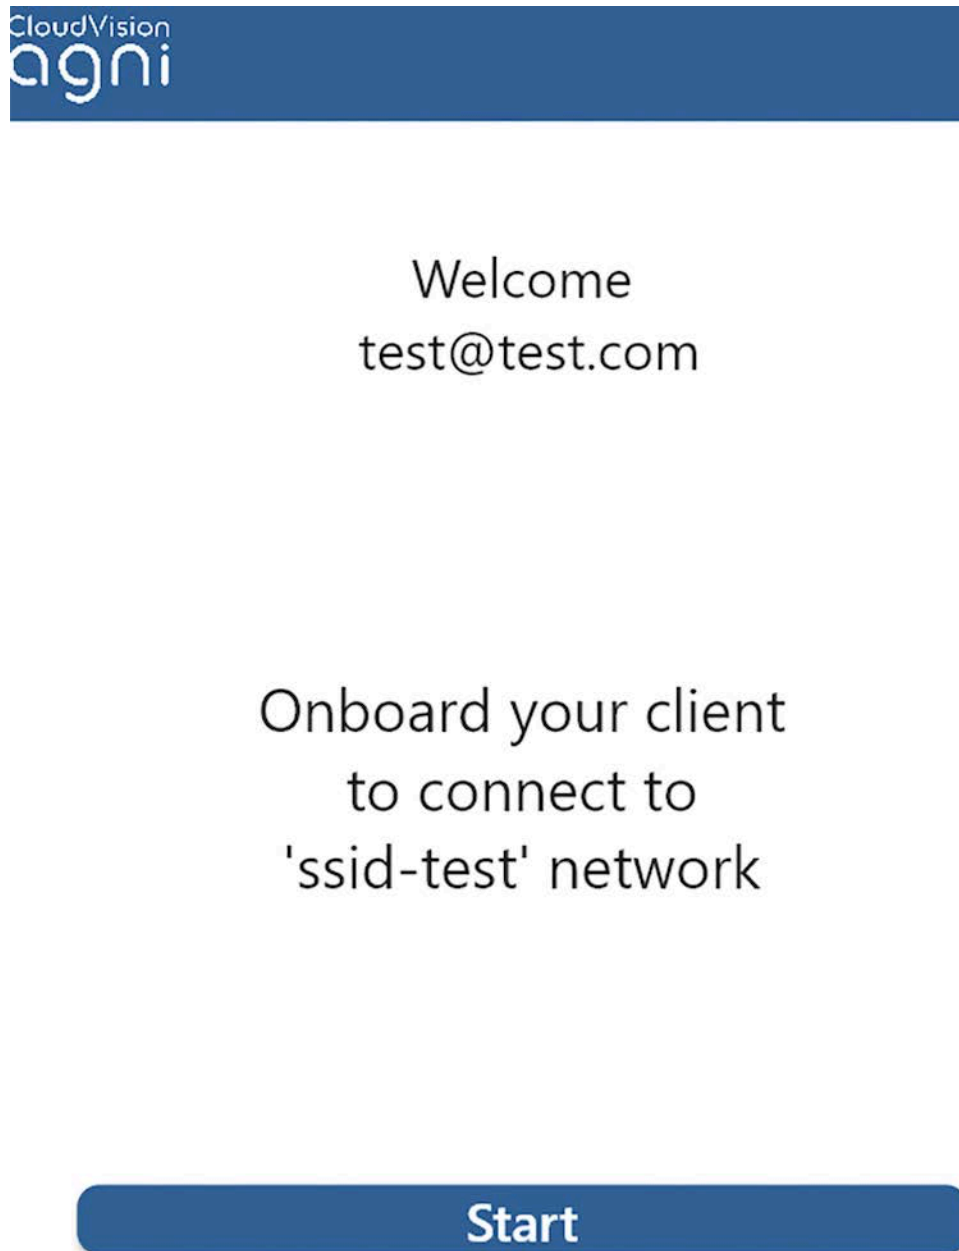 CloudVision
agni
Welcome
test@test.com
Onboard your client
to connect to
'ssid-test' network
Start